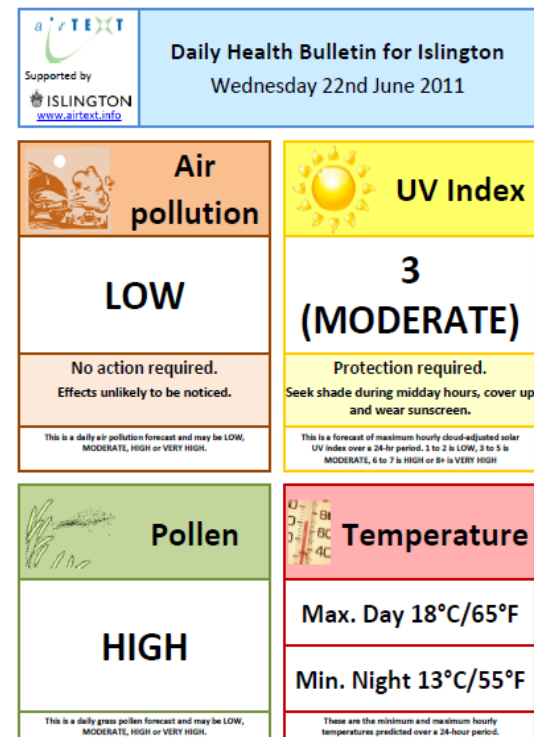 airTEXT
Supported by
ISLINGTON
www.airtext.info
Daily Health Bulletin for Islington
Wednesday 22nd June 2011
Air
pollution
LOW
No action required.
Effects unlikely to be noticed.
This is a daily air pollution forecast and may be LOW,
MODERATE, HIGH or VERY HIGH.
UV Index
3
(MODERATE)
Protection required.
Seek shade during midday hours, cover up
and wear sunscreen.
This is a forecast of maximum hourly cloud-adjusted solar
UV index over a 24-hr period. 1 to 2 is LOW, 3 to 5 is
MODERATE, 6 to 7 is HIGH or 8+ is VERY HIGH
Pollen
HIGH
This is a daily grass pollen forecast and may be LOW,
MODERATE, HIGH or VERY HIGH.
Temperature
Max. Day 18°C/65°F
Min. Night 13°C/55°F
These are the minimum and maximum hourly
temperatures predicted over a 24-hour period.